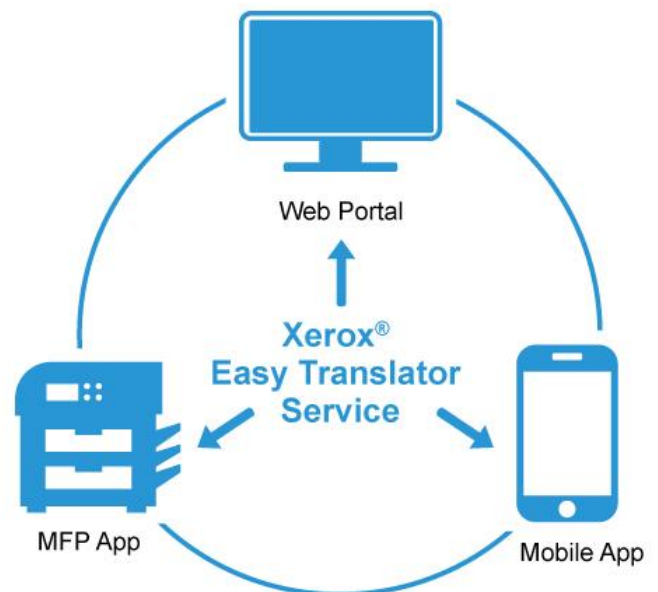 Web Portal
Xerox®
Easy Translator
Service
MFP App
Mobile App